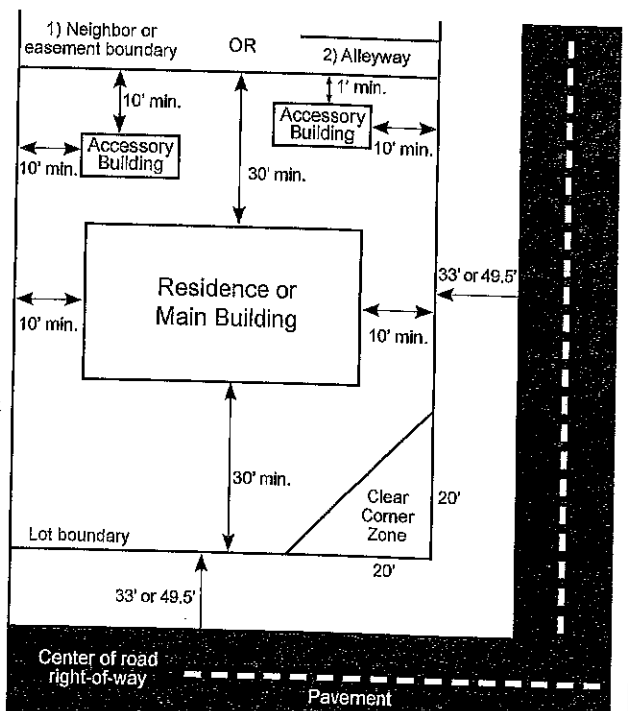 1) Neighbor or
easement boundary
OR
2) Alleyway
10' min.
1' min.
Accessory
Building
Accessory
Building
10' min.
10' min.
30' min.
Residence or
Main Building
33' or 49.5'
10' min.
10' min.
30' min.
Clear
Corner
Zone
20'
Lot boundary
20'
33' or 49.5'
Center of road
right-of-way
Pavement